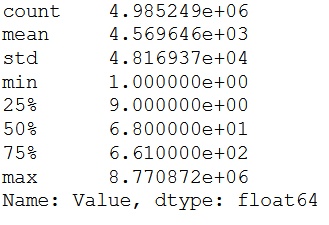 count    4.985249e+06
mean     4.569646e+03
std      4.816937e+04
min      1.000000e+00
25%      9.000000e+00
50%      6.800000e+01
75%      6.610000e+02
max      8.770872e+06
Name: Value, dtype: float64